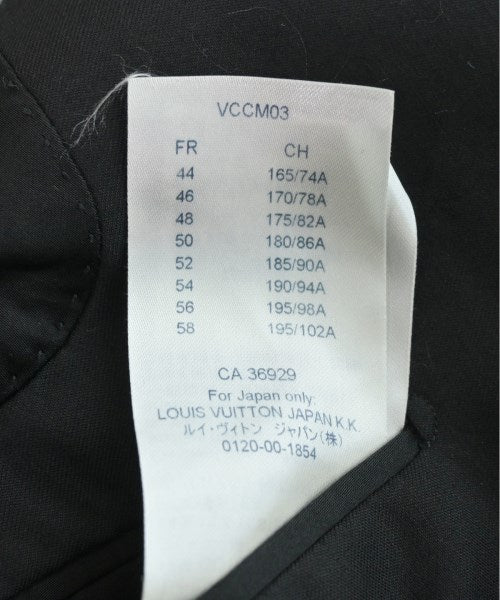 VCCM03
FR CH
44 165/74A
46 170/78A
48 175/82A
50 180/86A
52 185/90A
54 190/94A
56 195/98A
58 195/102A
CA 36929
For Japan only:
LOUIS VUITTON JAPAN K.K.
ルイ・ヴィトン ジャパン(株)
0120-00-1854